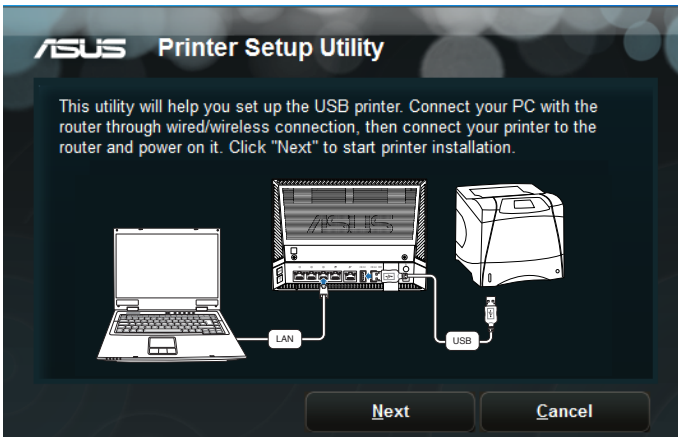 ASUS Printer Setup Utility
This utility will help you set up the USB printer. Connect your PC with the
router through wired/wireless connection, then connect your printer to the
router and power on it. Click "Next" to start printer installation.
ASUS
LAN
USB
Next
Cancel